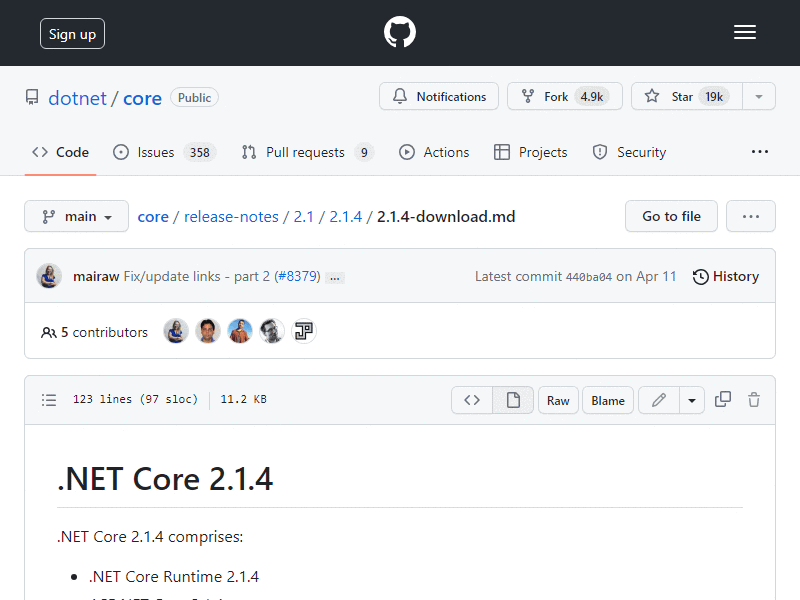 Sign up
dotnet / core Public
Notifications Fork 4.9k Star 19k
Code Issues 358 Pull requests 9 Actions Projects Security
main core / release-notes / 2.1 / 2.1.4 / 2.1.4-download.md Go to file
mairaw Fix/update links - part 2 (#8379) … Latest commit 440ba04 on Apr 11 History
5 contributors
123 lines (97 sloc) 11.2 KB Raw Blame
.NET Core 2.1.4
.NET Core 2.1.4 comprises:
.NET Core Runtime 2.1.4